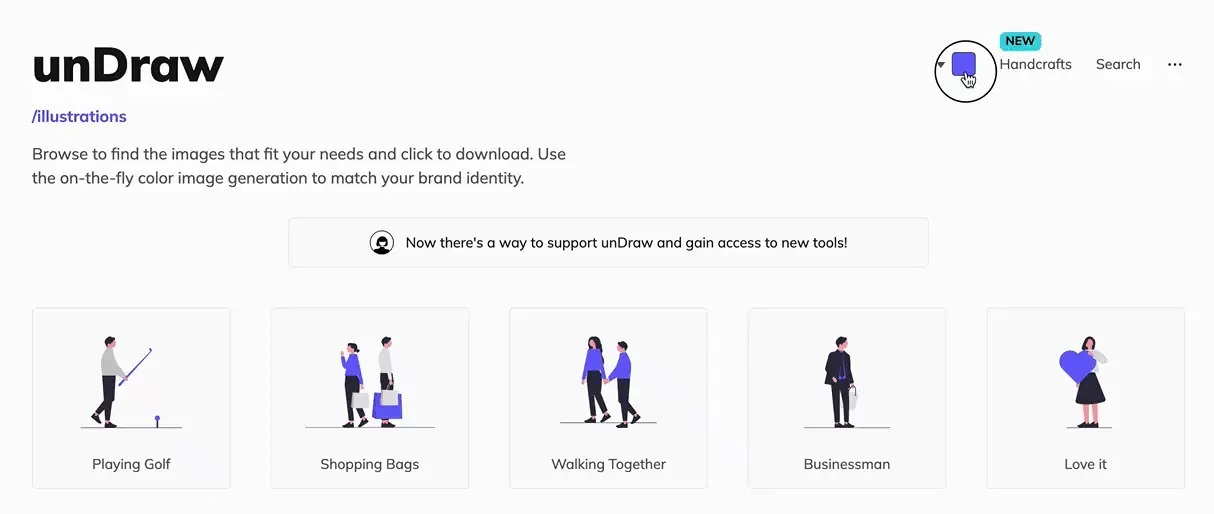 unDraw
NEW
Handcrafts
Search
/illustrations
Browse to find the images that fit your needs and click to download. Use
the on-the-fly color image generation to match your brand identity.
Now there's a way to support unDraw and gain access to new tools!
Playing Golf
Shopping Bags
Walking Together
Businessman
Love it